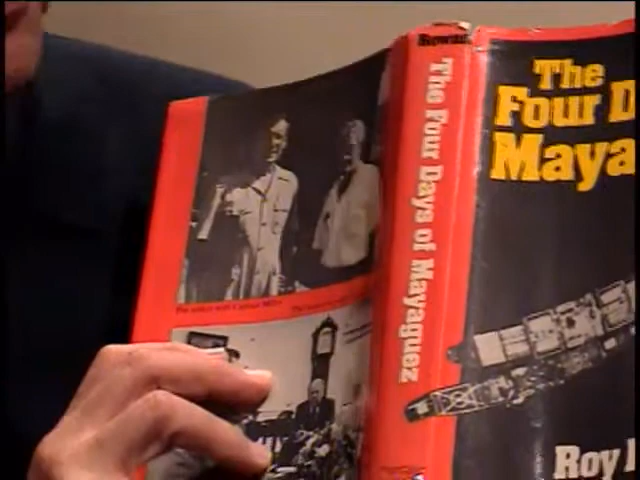 Rowan
The Four Days of Mayaguez
The
Four D
Maya
Roy